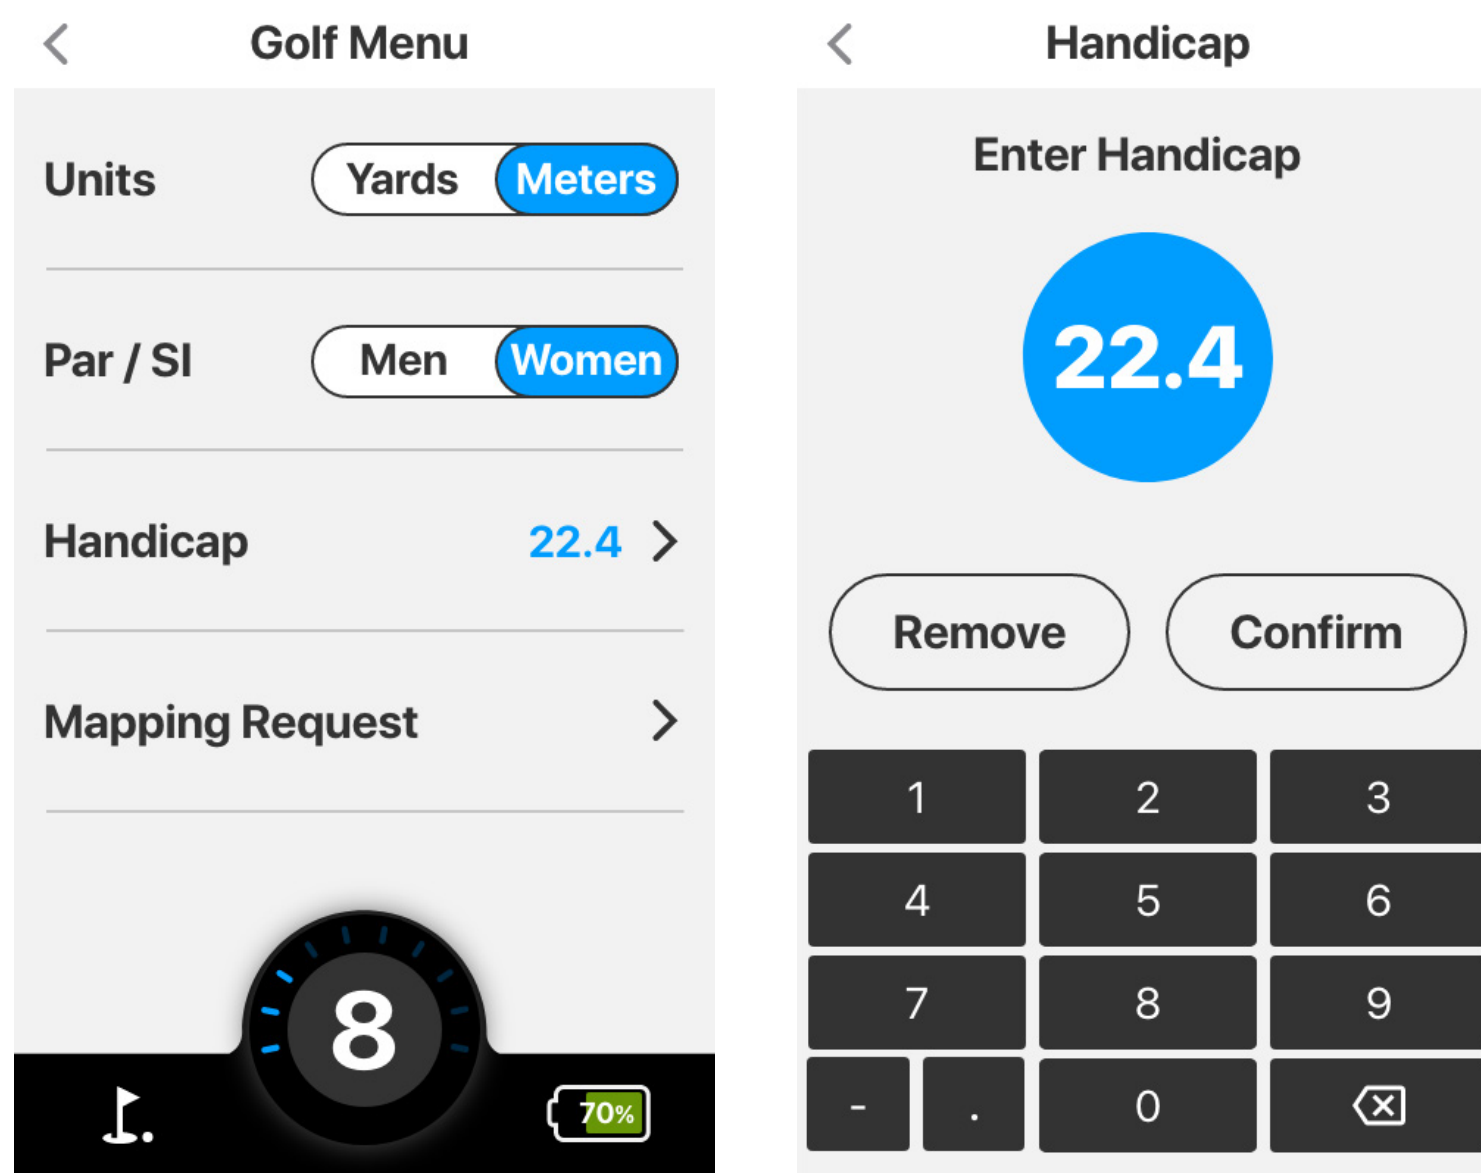 Golf Menu
Units Yards Meters
Par / SI Men Women
Handicap 22.4
Mapping Request
8
70%
Handicap
Enter Handicap
22.4
Remove Confirm
1 2 3
4 5 6
7 8 9
- . 0